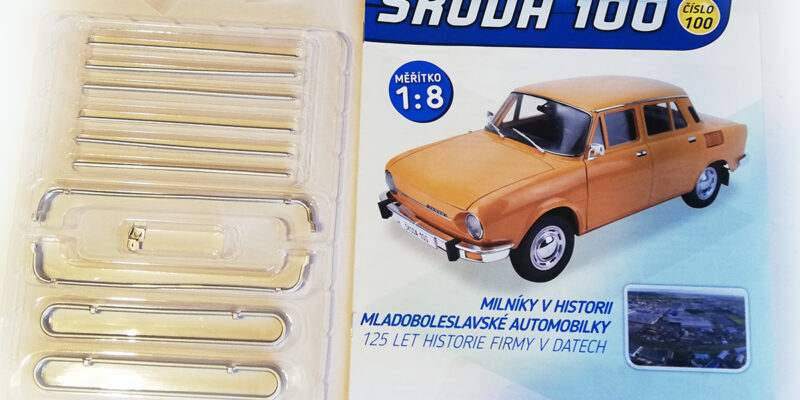 ŠKODA 100
ČÍSLO
100
MĚŘÍTKO
1:8
MILNÍKY V HISTORII
MLADOBOLESLAVSKÉ AUTOMOBILKY
125 LET HISTORIE FIRMY V DATECH